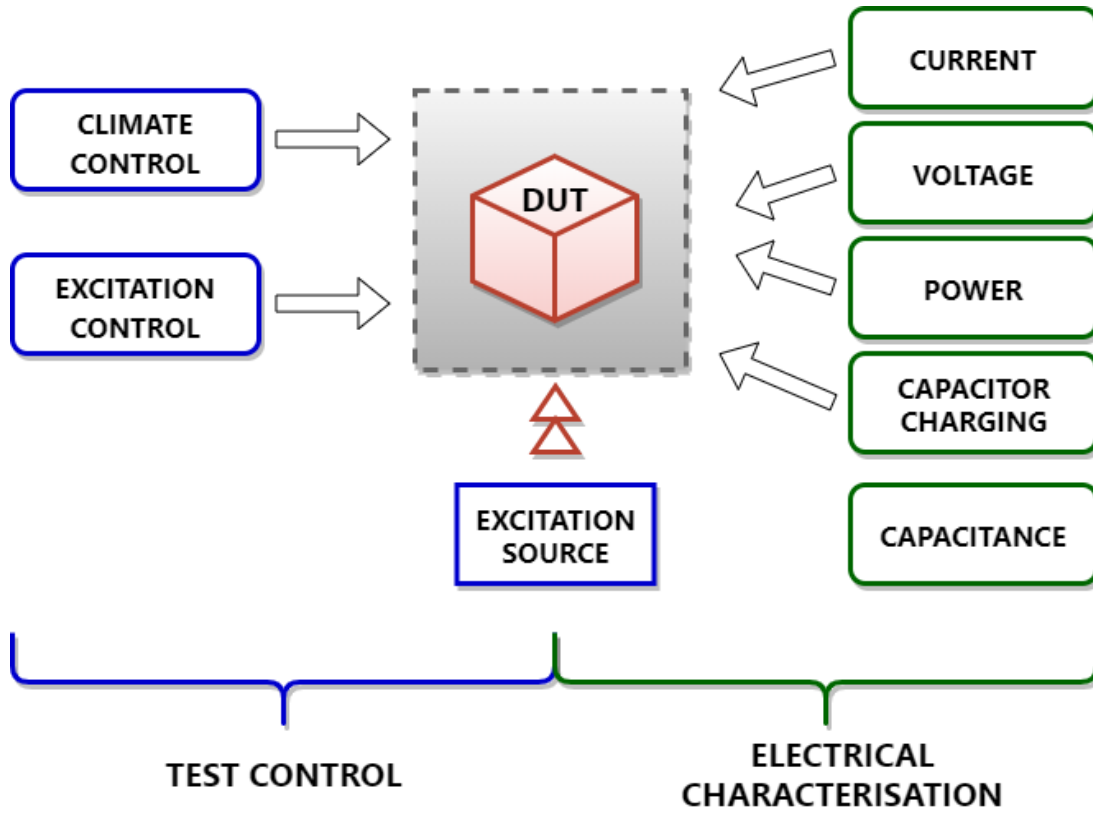 CLIMATE
CONTROL
EXCITATION
CONTROL
DUT
EXCITATION
SOURCE
CURRENT
VOLTAGE
POWER
CAPACITOR
CHARGING
CAPACITANCE
TEST CONTROL
ELECTRICAL
CHARACTERISATION